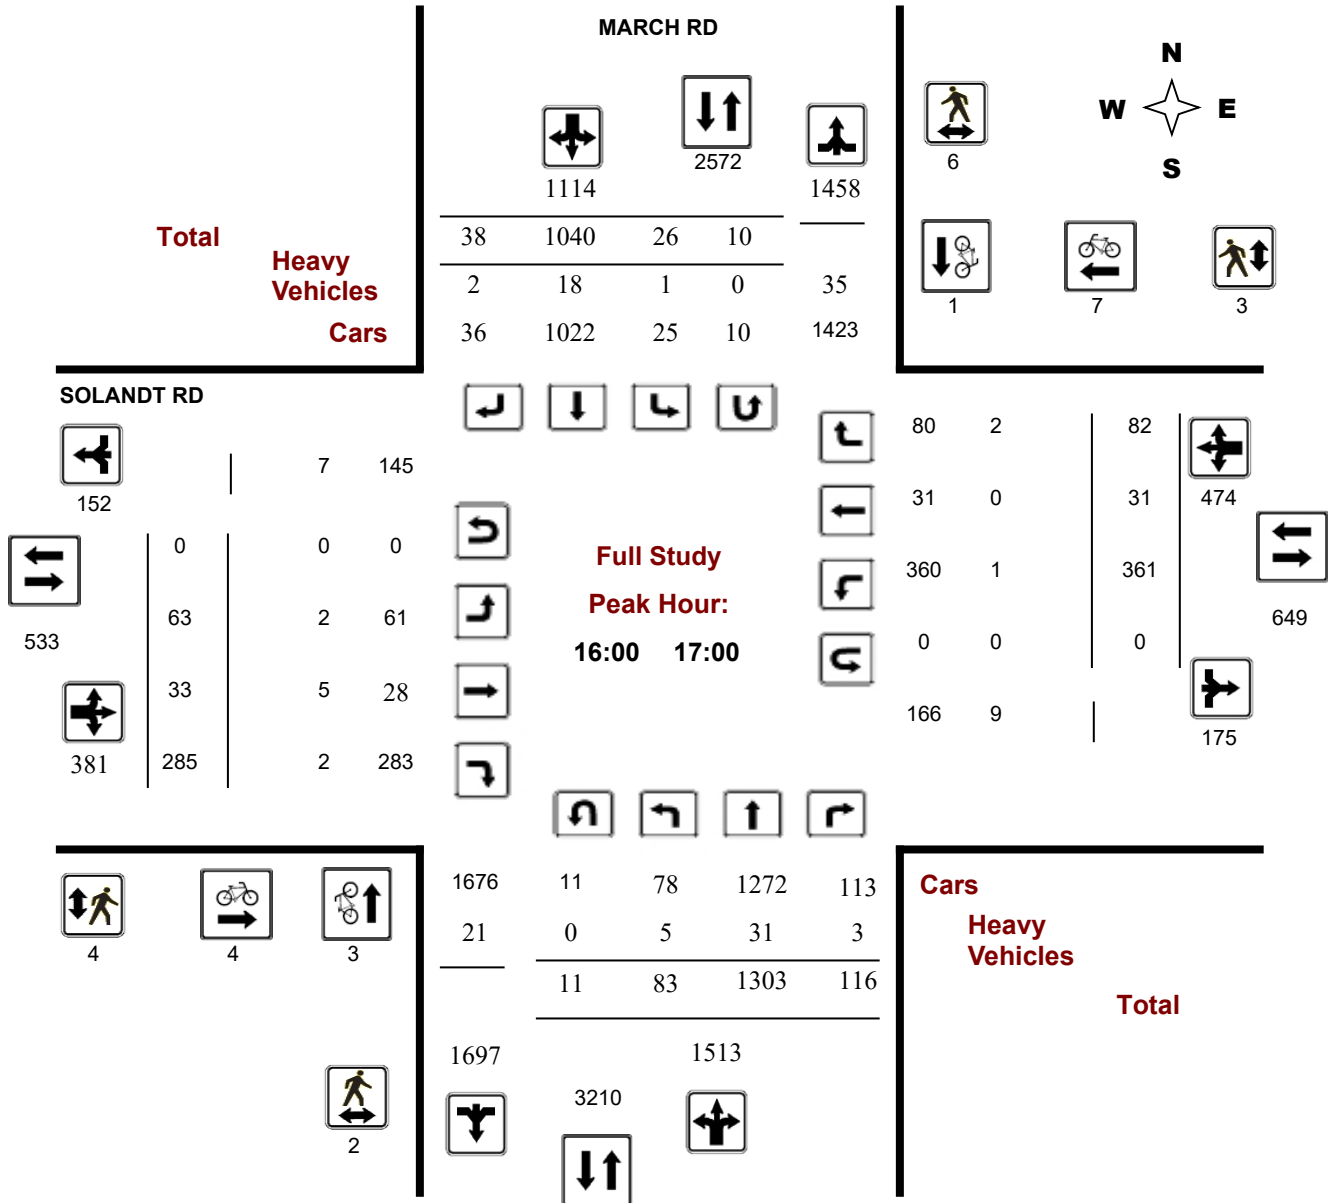 MARCH RD
N
W E
S
2572
6
1114
1458
Total
38 1040 26 10
Heavy
Vehicles
2 18 1 0 35
1 7 3
Cars
36 1022 25 10 1423
SOLANDT RD
80 2 82
7 145
152
31 0 31
474
0 0 0
Full Study
360 1 361
Peak Hour:
63 2 61
649
533
16:00 17:00
0 0 0
33 5 28
166 9
175
381 285 2 283
1676 11 78 1272 113
Cars
21 0 5 31 3
Heavy
Vehicles
4 4 3
11 83 1303 116
Total
1697
1513
3210
2